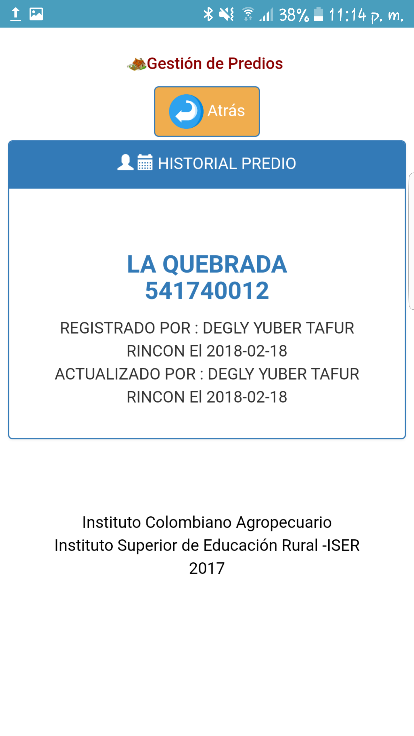 38% 11:14 p. m.
Gestión de Predios
Atrás
HISTORIAL PREDIO
LA QUEBRADA
541740012
REGISTRADO POR : DEGLY YUBER TAFUR
RINCON El 2018-02-18
ACTUALIZADO POR : DEGLY YUBER TAFUR
RINCON El 2018-02-18
Instituto Colombiano Agropecuario
Instituto Superior de Educación Rural -ISER
2017